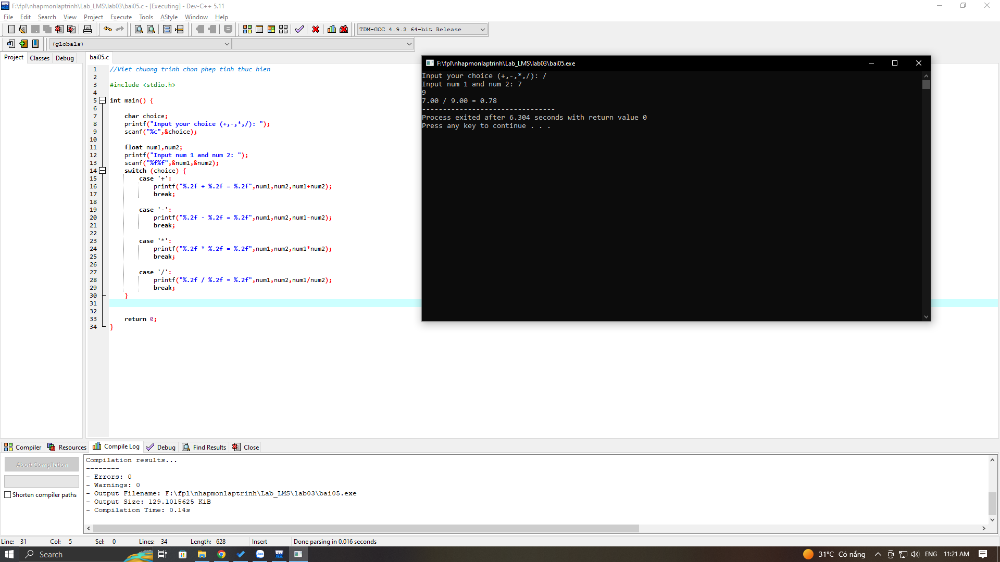 F:\fpl\nhapmonlaptrinh\Lab_LMS\lab03\bai05.c - [Executing] - Dev-C++ 5.11
File Edit Search View Project Execute Tools AStyle Window Help
TDM-GCC 4.9.2 64-bit Release
(globals)
Project Classes Debug
bai05.c
1 //Viet chuong trinh chon phep tinh thuc hien
2
3 #include <stdio.h>
4
5 int main() {
6
7 char choice;
8 printf("Input your choice (+,-,*,/): ");
9 scanf("%c",&choice);
10
11 float num1,num2;
12 printf("Input num 1 and num 2: ");
13 scanf("%f%f",&num1,&num2);
14 switch (choice) {
15 case '+':
16 printf("%.2f + %.2f = %.2f",num1,num2,num1+num2);
17 break;
18
19 case '-':
20 printf("%.2f - %.2f = %.2f",num1,num2,num1-num2);
21 break;
22
23 case '*':
24 printf("%.2f * %.2f = %.2f",num1,num2,num1*num2);
25 break;
26
27 case '/':
28 printf("%.2f / %.2f = %.2f",num1,num2,num1/num2);
29 break;
30 }
31
32
33 return 0;
34 }
F:\fpl\nhapmonlaptrinh\Lab_LMS\lab03\bai05.exe
Input your choice (+,-,*,/): /
Input num 1 and num 2: 7
9
7.00 / 9.00 = 0.78
--------------------------------
Process exited after 6.304 seconds with return value 0
Press any key to continue . . .
Compiler Resources Compile Log Debug Find Results Close
Abort Compilation
Shorten compiler paths
Compilation results...
--------
- Errors: 0
- Warnings: 0
- Output Filename: F:\fpl\nhapmonlaptrinh\Lab_LMS\lab03\bai05.exe
- Output Size: 129.1015625 KiB
- Compilation Time: 0.14s
Line: 31 Col: 5 Sel: 0 Lines: 34 Length: 628 Insert Done parsing in 0.016 seconds
Search
Zalo
DEV
31°C Có nắng
ENG
11:21 AM